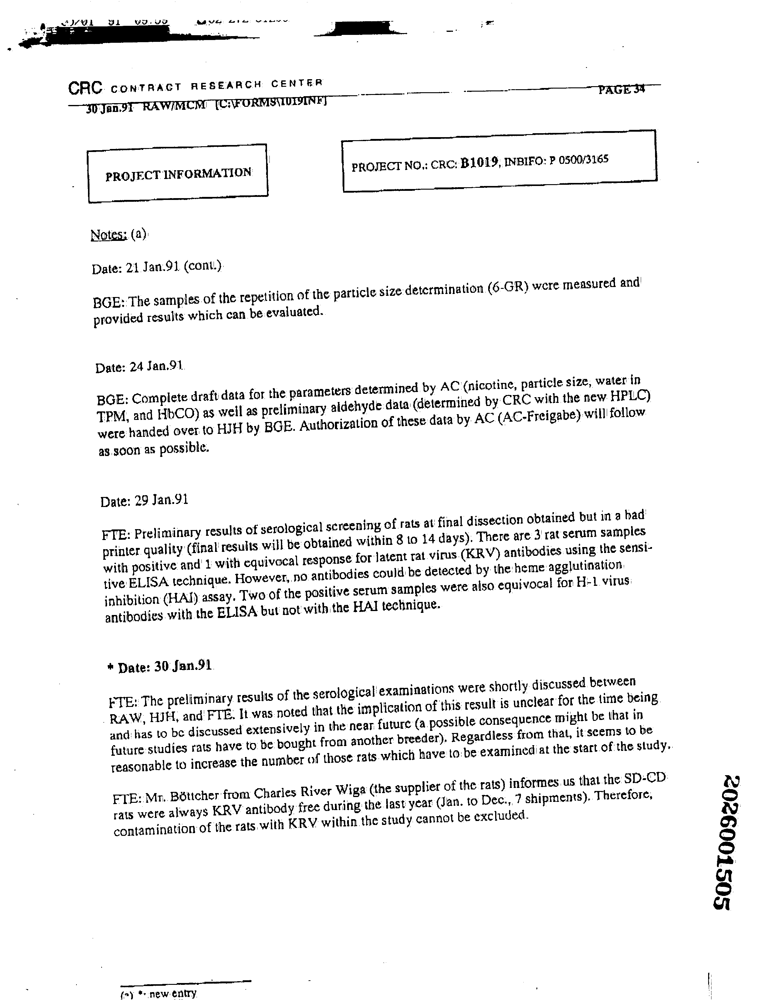 CRC CONTRACT RESEARCH CENTER
PAGE 34
30 Jan.91 RAW/MCM [C:\FORMS\1019INF]
PROJECT INFORMATION
PROJECT NO.: CRC: B1019, INBIFO: P 0500/3165
Notes: (a)
Date: 21 Jan.91 (cont.)
BGE: The samples of the repetition of the particle size determination (6-GR) were measured and
provided results which can be evaluated.
Date: 24 Jan.91
BGE: Complete draft data for the parameters determined by AC (nicotine, particle size, water in
TPM, and HbCO) as well as preliminary aldehyde data (determined by CRC with the new HPLC)
were handed over to HJH by BGE. Authorization of these data by AC (AC-Freigabe) will follow
as soon as possible.
Date: 29 Jan.91
FTE: Preliminary results of serological screening of rats at final dissection obtained but in a bad
printer quality (final results will be obtained within 8 to 14 days). There are 3 rat serum samples
with positive and 1 with equivocal response for latent rat virus (KRV) antibodies using the sensi-
tive ELISA technique. However, no antibodies could be detected by the heme agglutination
inhibition (HAI) assay. Two of the positive serum samples were also equivocal for H-1 virus
antibodies with the ELISA but not with the HAI technique.
* Date: 30 Jan.91
FTE: The preliminary results of the serological examinations were shortly discussed between
RAW, HJH, and FTE. It was noted that the implication of this result is unclear for the time being
and has to be discussed extensively in the near future (a possible consequence might be that in
future studies rats have to be bought from another breeder). Regardless from that, it seems to be
reasonable to increase the number of those rats which have to be examined at the start of the study.
FTE: Mr. Böttcher from Charles River Wiga (the supplier of the rats) informes us that the SD-CD
rats were always KRV antibody free during the last year (Jan. to Dec., 7 shipments). Therefore,
contamination of the rats with KRV within the study cannot be excluded.
2026001505
*- new entry